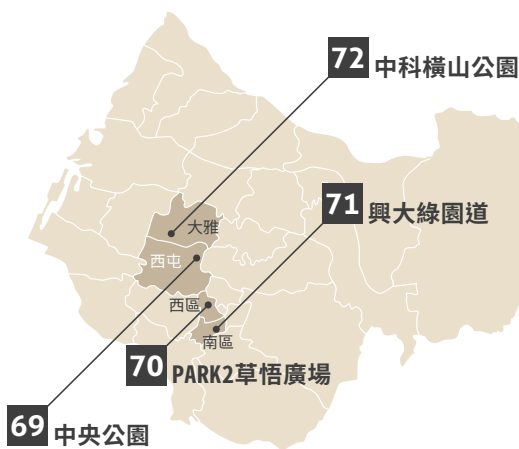 72 中科橫山公園
71 興大綠園道
大雅
西屯
西區
南區
70 PARK2草悟廣場
69 中央公園